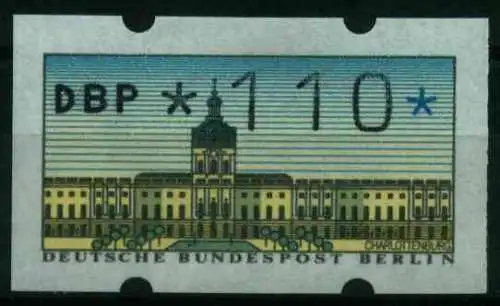 DBP *110*
CHARLOTTENBURG
DEUTSCHE BUNDESPOST BERLIN